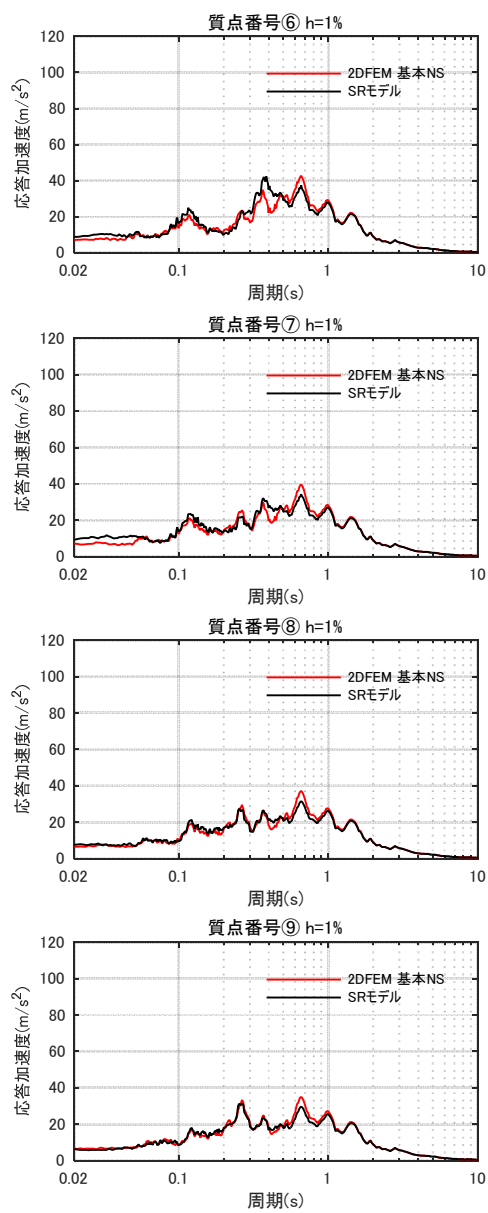 質点番号⑥ h=1%
120
100
80
60
40
20
0
応答加速度(m/s²)
2DFEM 基本NS
SRモデル
0.02
0.1
1
10
周期(s)
質点番号⑦ h=1%
120
100
80
60
40
20
0
応答加速度(m/s²)
2DFEM 基本NS
SRモデル
0.02
0.1
1
10
周期(s)
質点番号⑧ h=1%
120
100
80
60
40
20
0
応答加速度(m/s²)
2DFEM 基本NS
SRモデル
0.02
0.1
1
10
周期(s)
質点番号⑨ h=1%
120
100
80
60
40
20
0
応答加速度(m/s²)
2DFEM 基本NS
SRモデル
0.02
0.1
1
10
周期(s)